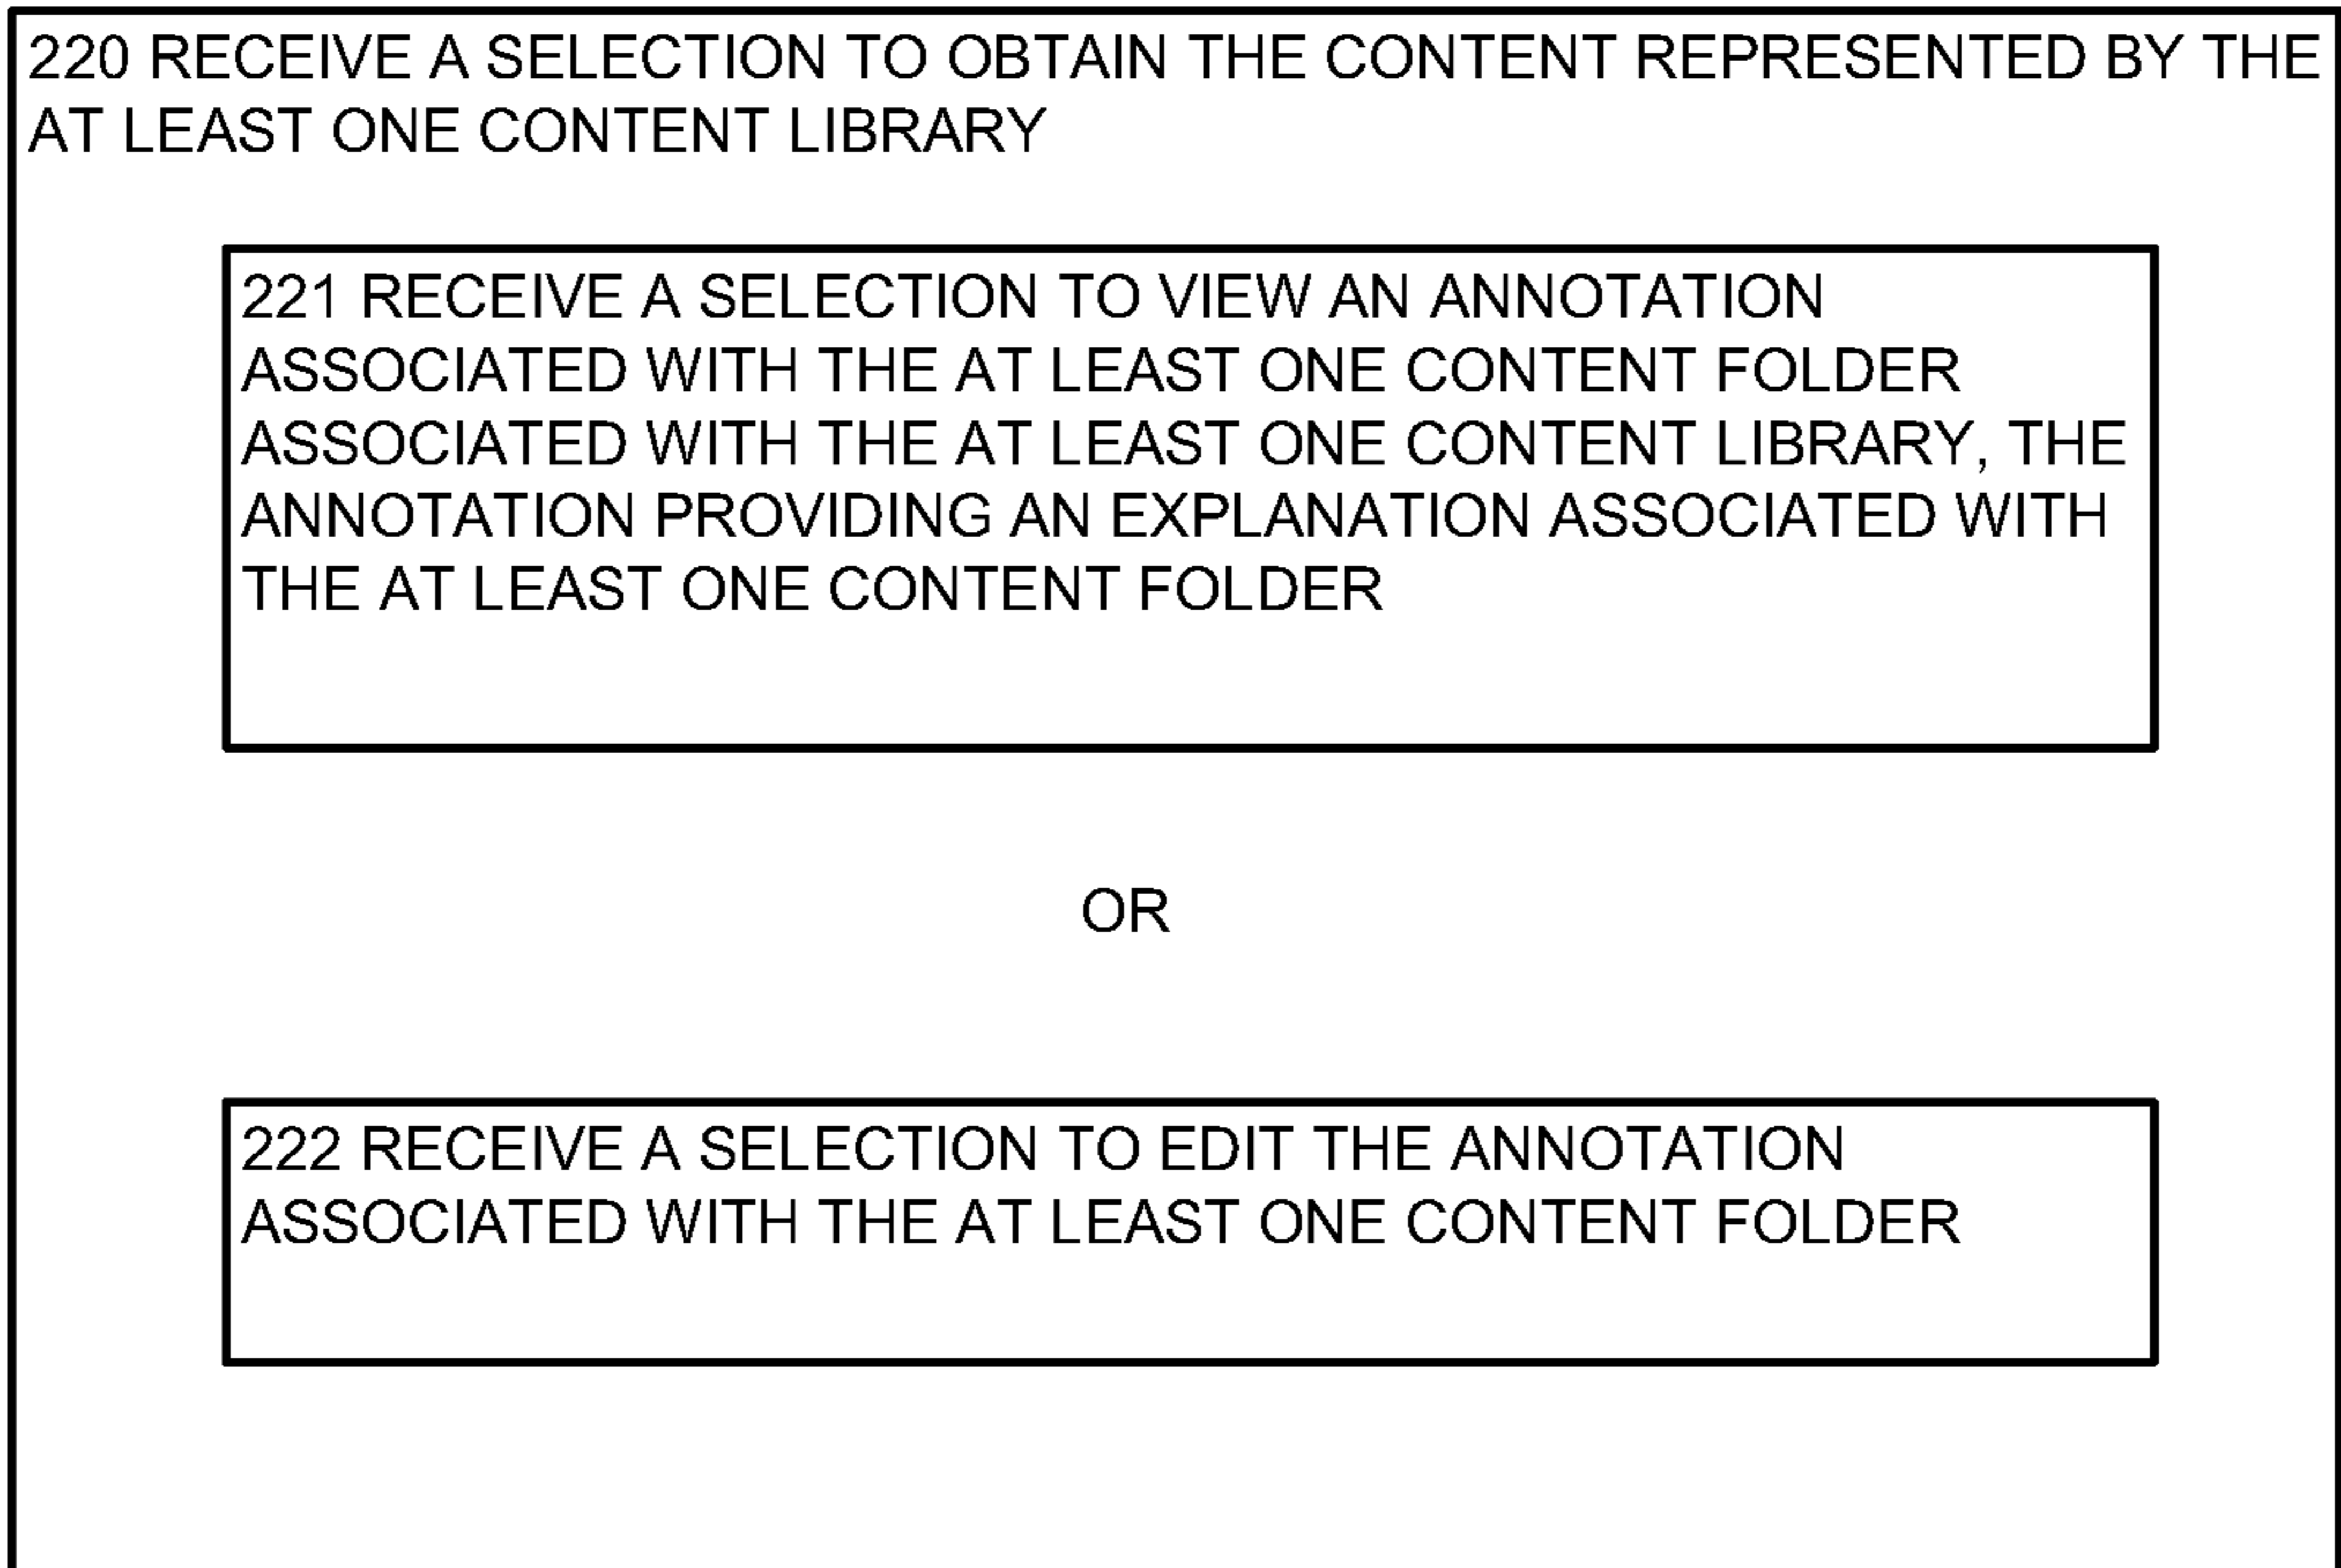 220 RECEIVE A SELECTION TO OBTAIN THE CONTENT REPRESENTED BY THE
AT LEAST ONE CONTENT LIBRARY
221 RECEIVE A SELECTION TO VIEW AN ANNOTATION
ASSOCIATED WITH THE AT LEAST ONE CONTENT FOLDER
ASSOCIATED WITH THE AT LEAST ONE CONTENT LIBRARY, THE
ANNOTATION PROVIDING AN EXPLANATION ASSOCIATED WITH
THE AT LEAST ONE CONTENT FOLDER
OR
222 RECEIVE A SELECTION TO EDIT THE ANNOTATION
ASSOCIATED WITH THE AT LEAST ONE CONTENT FOLDER